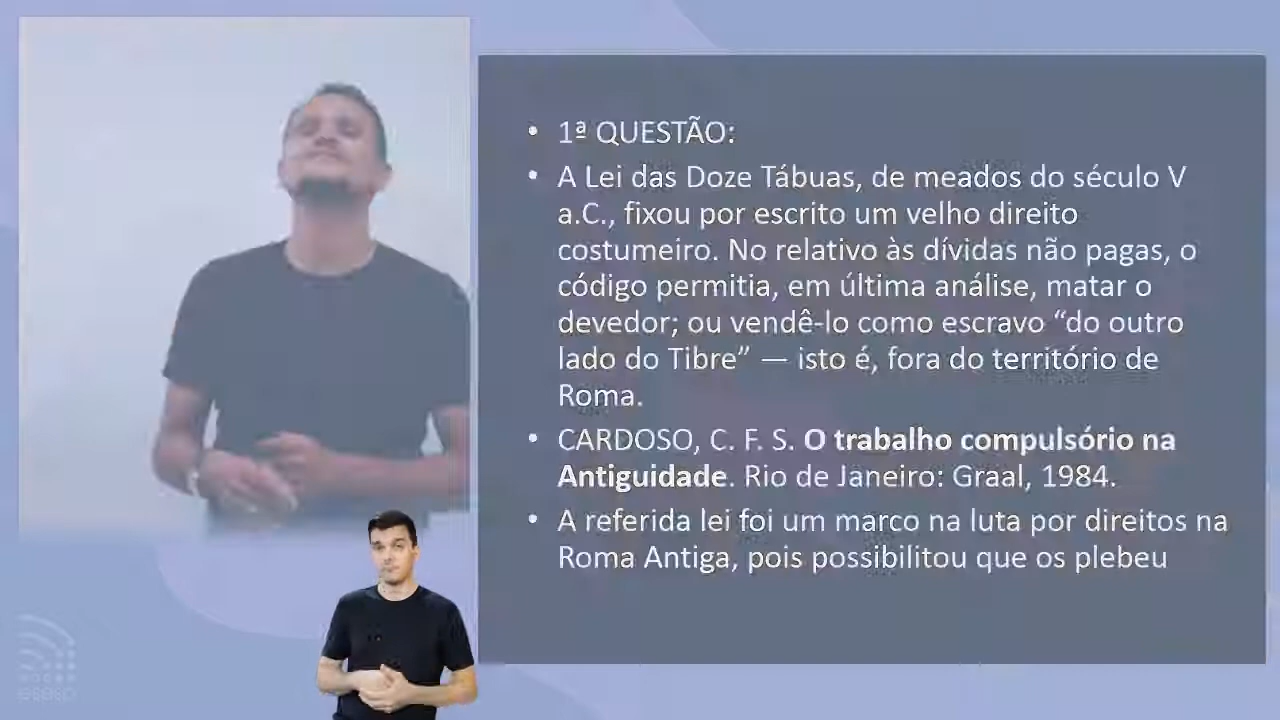 • 1ª QUESTÃO:
• A Lei das Doze Tábuas, de meados do século V
a.C., fixou por escrito um velho direito
costumeiro. No relativo às dívidas não pagas, o
código permitia, em última análise, matar o
devedor; ou vendê-lo como escravo “do outro
lado do Tibre” — isto é, fora do território de
Roma.
• CARDOSO, C. F. S. O trabalho compulsório na
Antiguidade. Rio de Janeiro: Graal, 1984.
• A referida lei foi um marco na luta por direitos na
Roma Antiga, pois possibilitou que os plebeu